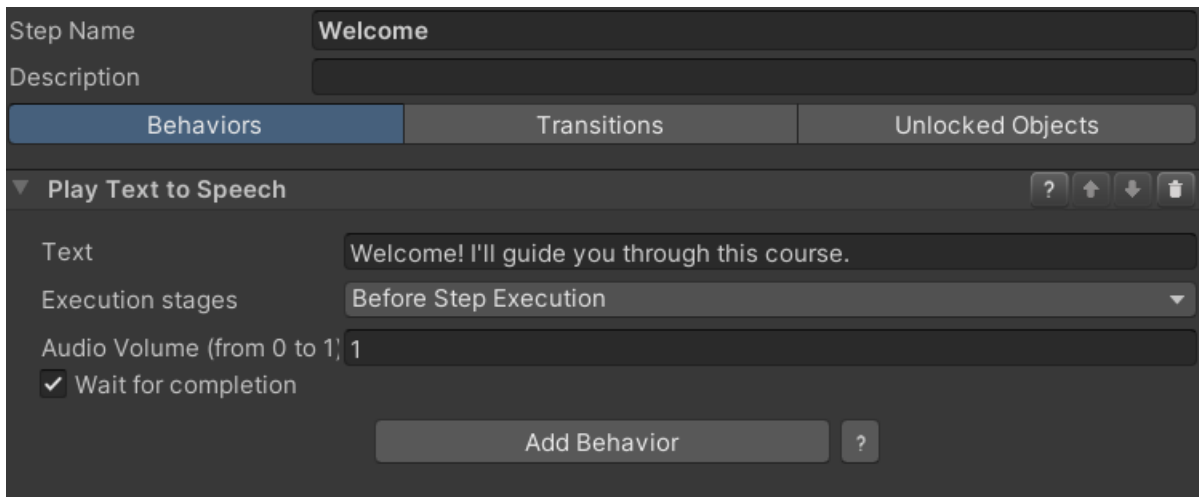 Step Name Welcome
Description
Behaviors Transitions Unlocked Objects
Play Text to Speech ?
Text Welcome! I'll guide you through this course.
Execution stages Before Step Execution
Audio Volume (from 0 to 1) 1
Wait for completion
Add Behavior ?